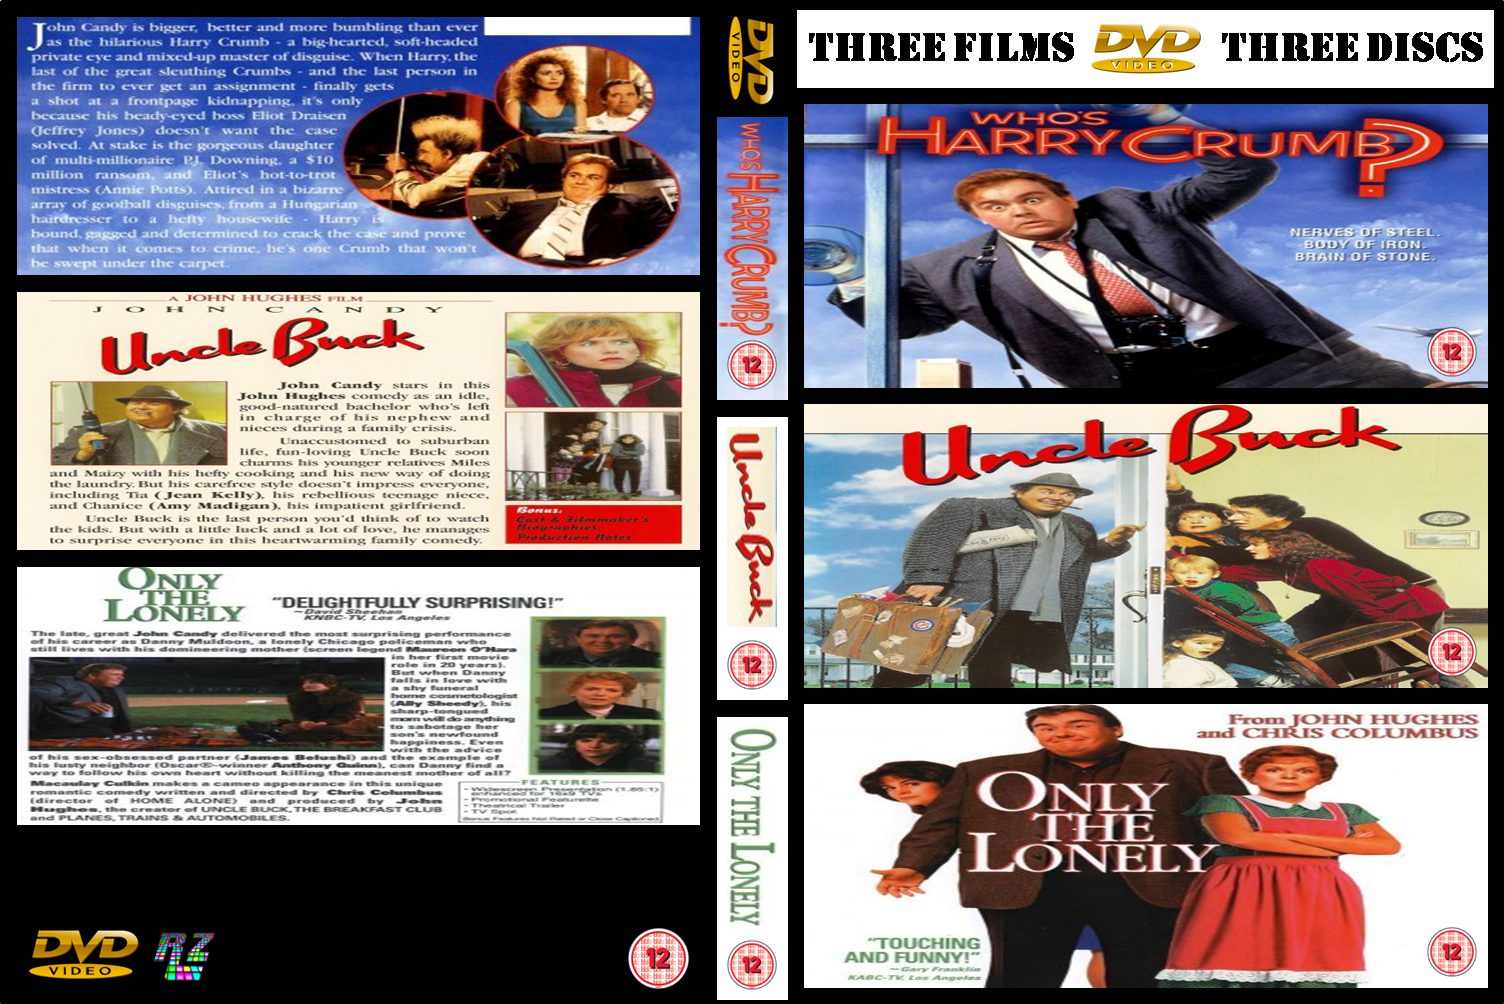 John Candy is bigger, better and more bumbling than ever
as the hilarious Harry Crumb - a big-hearted, soft-headed
private eye and mixed-up master of disguise. When Harry, the
last of the great sleuthing Crumbs - and the last person in
the firm to ever get an assignment - finally gets
a shot at a frontpage kidnapping, it's only
because his beady-eyed boss Eliot Draisen
(Jeffrey Jones) doesn't want the case
solved. At stake is the gorgeous daughter
of multi-millionaire P.J. Downing, a $10
million ransom, and Eliot's hot-to-trot
mistress (Annie Potts). Attired in a bizarre
array of goofball disguises, from a Hungarian
hairdresser to a hefty housewife - Harry is
bound, gagged and determined to crack the case and prove
that when it comes to crime, he's one Crumb that won't
be swept under the carpet.
A JOHN HUGHES FILM
JOHN CANDY
Uncle Buck
John Candy stars in this
John Hughes comedy as an idle,
good-natured bachelor who's left
in charge of his nephew and
nieces during a family crisis.
Unaccustomed to suburban
life, fun-loving Uncle Buck soon
charms his younger relatives Miles
and Maizy with his hefty cooking and his new way of doing
the laundry. But his carefree style doesn't impress everyone,
including Tia (Jean Kelly), his rebellious teenage niece,
and Chanice (Amy Madigan), his impatient girlfriend.
Uncle Buck is the last person you'd think of to watch
the kids. But with a little luck and a lot of love, he manages
to surprise everyone in this heartwarming family comedy.
Bonus:
Cast & Filmmaker's
Biographies.
Production Notes
ONLY
THE
LONELY
"DELIGHTFULLY SURPRISING!"
~David Sheehan
KNBC-TV, Los Angeles
The late, great John Candy delivered the most surprising performance
of his career as Danny Muldoon, a lonely Chicago policeman who
still lives with his domineering mother (screen legend Maureen O'Hara
in her first movie
role in 20 years).
But when Danny
falls in love with
a shy funeral
home cosmetologist
(Ally Sheedy), his
sharp-tongued
mom will do anything
to sabotage her
son's newfound
happiness. Even
with the advice
of his sex-obsessed partner (James Belushi) and the example of
his lusty neighbor (Oscar®-winner Anthony Quinn), can Danny find a
way to follow his own heart without killing the meanest mother of all?
Macaulay Culkin makes a cameo appearance in this unique
romantic comedy written and directed by Chris Columbus
(director of HOME ALONE) and produced by John
Hughes, the creator of UNCLE BUCK, THE BREAKFAST CLUB
and PLANES, TRAINS & AUTOMOBILES.
FEATURES
- Widescreen Presentation (1.85:1)
enhanced for 16x9 TVs
- Promotional Featurette
- Theatrical Trailer
- TV Spot
Bonus Features Not Rated or Close Captioned.
DVD
VIDEO
12
DVD
VIDEO
WHO'S HARRY CRUMB?
12
Uncle Buck
12
ONLY THE LONELY
12
THREE FILMS
DVD
VIDEO
THREE DISCS
WHO'S
HARRY CRUMB?
NERVES OF STEEL.
BODY OF IRON.
BRAIN OF STONE.
12
Uncle Buck
12
From JOHN HUGHES
and CHRIS COLUMBUS
ONLY
THE
LONELY
"TOUCHING
AND FUNNY!"
~Gary Franklin
KABC-TV, Los Angeles
12